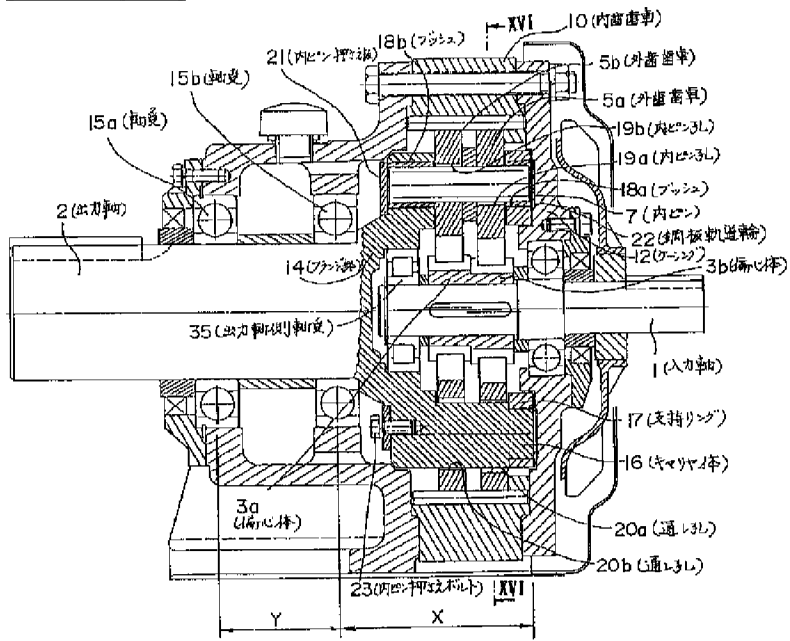 XVI
10 (内歯歯車)
18b (ブッシュ)
21 (内ピン押え板)
5b (外歯歯車)
15b (軸受)
5a (外歯歯車)
15a (軸受)
19b (内ピン孔)
19a (内ピン孔)
18a (ブッシュ)
2 (出力軸)
7 (内ピン)
22 (鋼板軌道輪)
14 (フランジ部)
12 (ケーシング)
3b (偏心体)
35 (出力軸側軸受)
1 (入力軸)
17 (支持リング)
16 (キャリヤ体)
3a
(偏心体)
20a (通し孔)
20b (通し孔)
23 (内ピン押えボルト)
XVI
Y
X